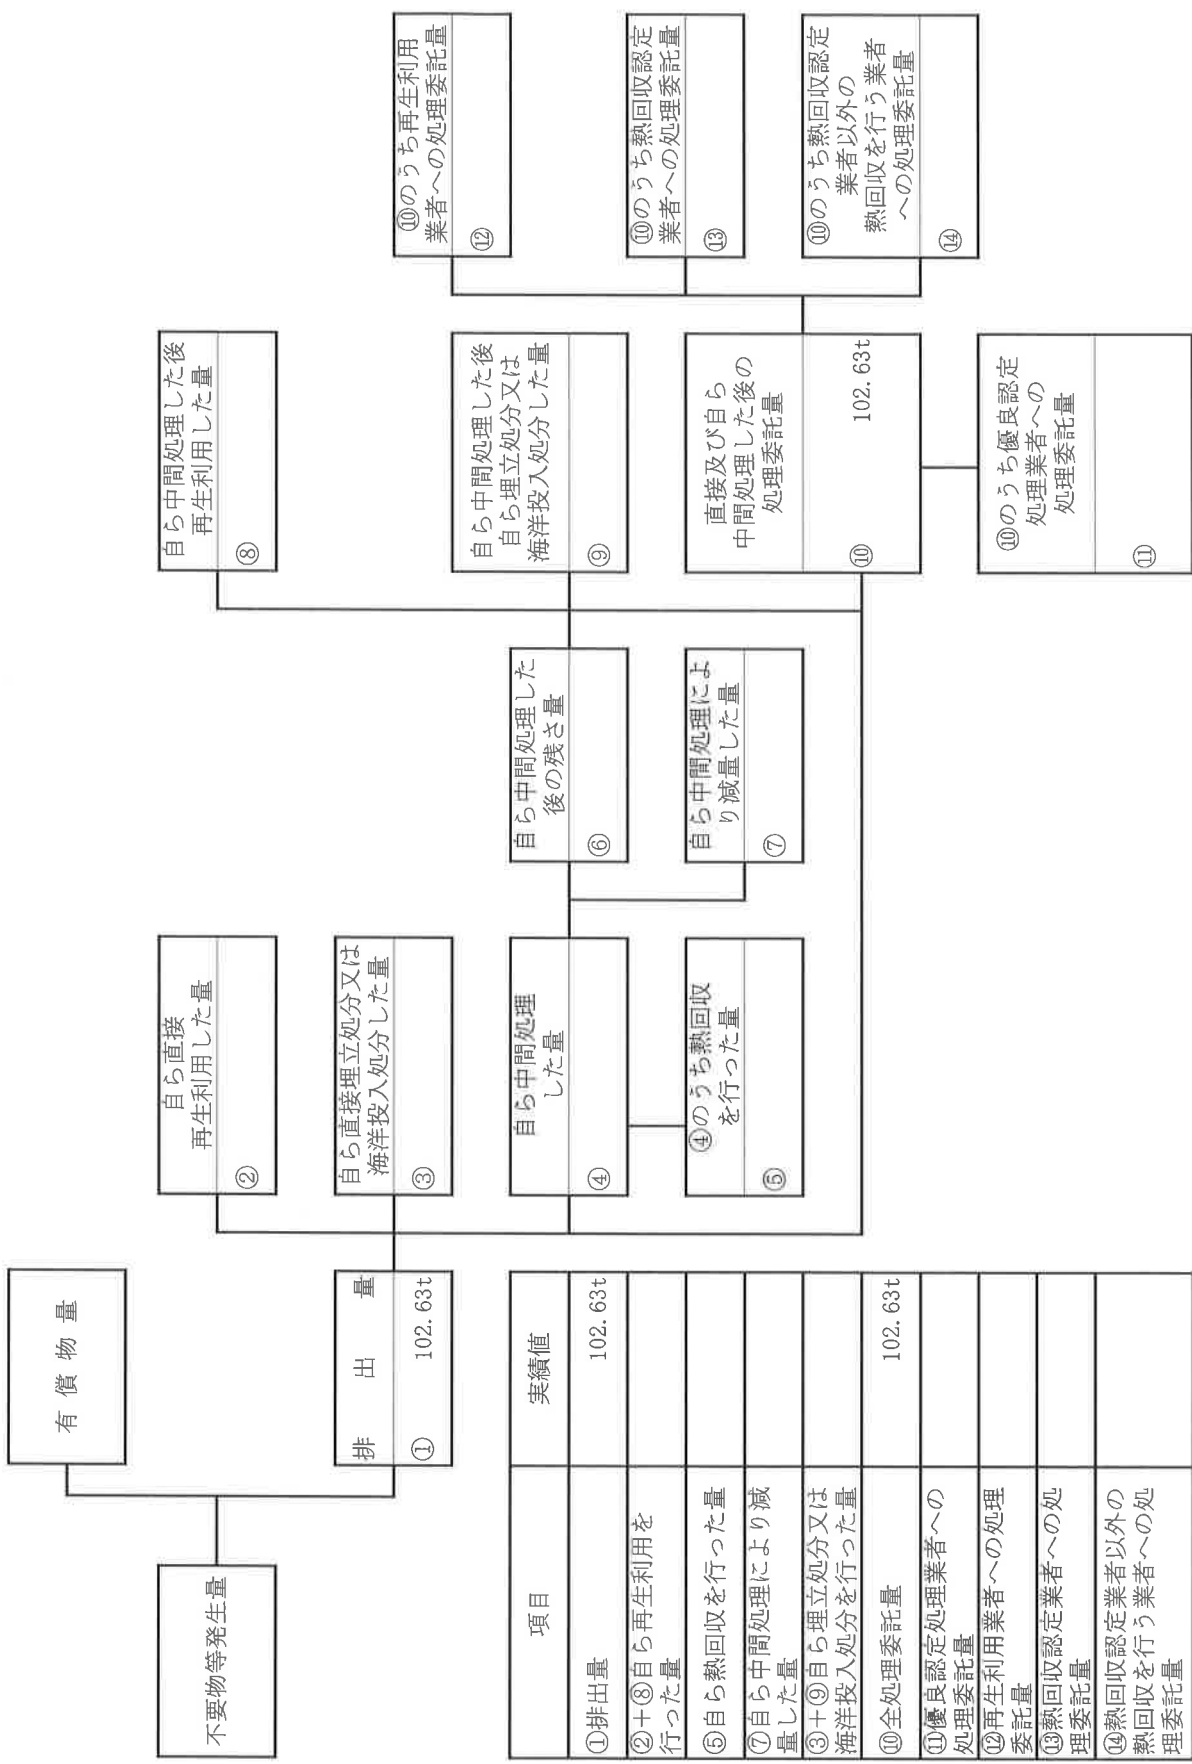 不要物等発生量
有償物量
排出量
① 102.63t
自ら直接
再生利用した量
②
自ら直接埋立処分又は
海洋投入処分した量
③
自ら中間処理
した量
④
④のうち熱回収
を行った量
⑤
自ら中間処理した
後の残さ量
⑥
自ら中間処理によ
り減量した量
⑦
自ら中間処理した後
再生利用した量
⑧
自ら中間処理した後
自ら埋立処分又は
海洋投入処分した量
⑨
直接及び自ら
中間処理した後の
処理委託量
⑩ 102.63t
⑩のうち優良認定
処理業者への
処理委託量
⑪
⑩のうち再生利用
業者への処理委託量
⑫
⑩のうち熱回収認定
業者への処理委託量
⑬
⑩のうち熱回収認定
業者以外の
熱回収を行う業者
への処理委託量
⑭
項目 実績値
①排出量 102.63t
②+⑧自ら再生利用を
行った量
⑤自ら熱回収を行った量
⑦自ら中間処理により減
量した量
③+⑨自ら埋立処分又は
海洋投入処分を行った量
⑩全処理委託量 102.63t
⑪優良認定処理業者への
処理委託量
⑫再生利用業者への処理
委託量
⑬熱回収認定業者への処
理委託量
⑭熱回収認定業者以外の
熱回収を行う業者への処
理委託量